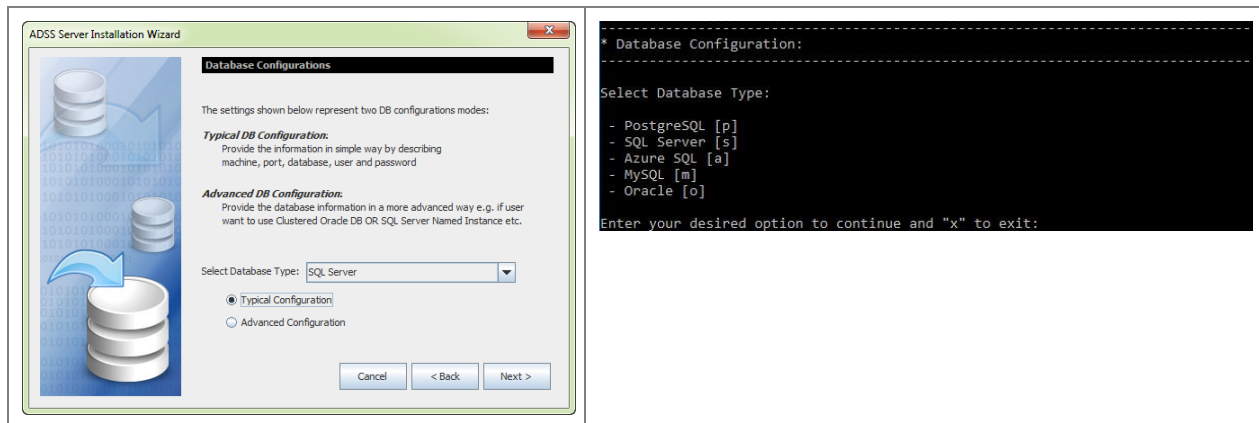 ADSS Server Installation Wizard
Database Configurations
The settings shown below represent two DB configurations modes:
Typical DB Configuration:
Provide the information in simple way by describing
machine, port, database, user and password
Advanced DB Configuration:
Provide the database information in a more advanced way e.g. if user
want to use Clustered Oracle DB OR SQL Server Named Instance etc.
Select Database Type: SQL Server
Typical Configuration
Advanced Configuration
Cancel < Back Next >
* Database Configuration:
Select Database Type:
- PostgreSQL [p]
- SQL Server [s]
- Azure SQL [a]
- MySQL [m]
- Oracle [o]
Enter your desired option to continue and "x" to exit: